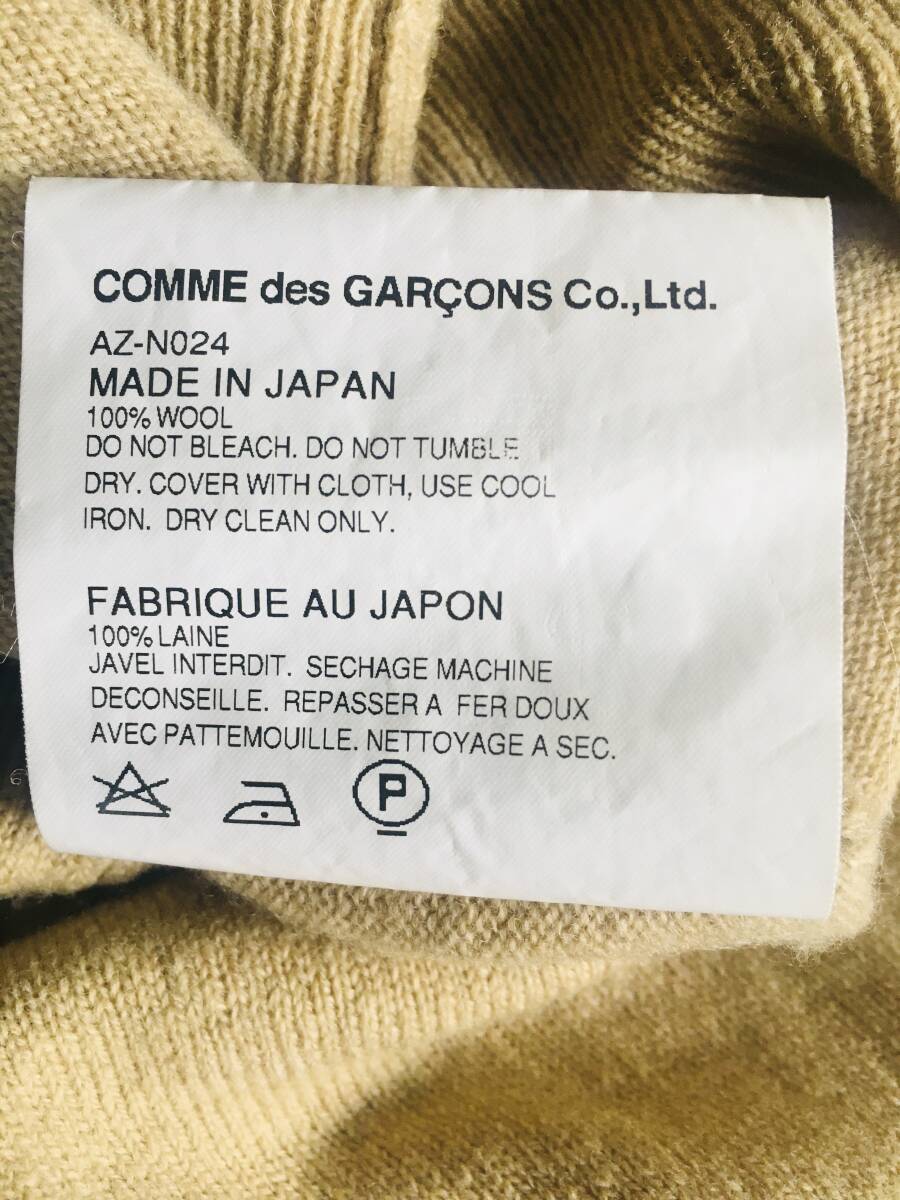 COMME des GARÇONS Co.,Ltd.
AZ-N024
MADE IN JAPAN
100% WOOL
DO NOT BLEACH. DO NOT TUMBLE
DRY. COVER WITH CLOTH, USE COOL
IRON. DRY CLEAN ONLY.
FABRIQUE AU JAPON
100% LAINE
JAVEL INTERDIT. SECHAGE MACHINE
DECONSEILLE. REPASSER A FER DOUX
AVEC PATTEMOUILLE. NETTOYAGE A SEC.
P